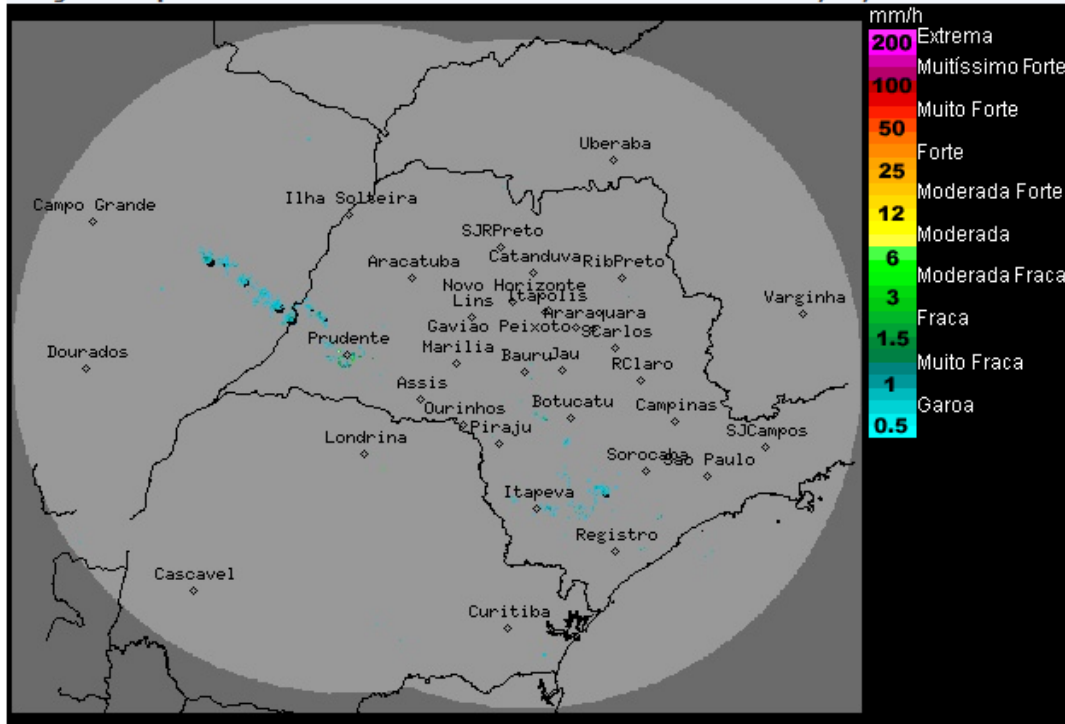 mm/h
200 Extrema
Muitíssimo Forte
100
Muito Forte
50
Forte
25
Moderada Forte
12
Moderada
6
Moderada Fraca
3
Fraca
1.5
Muito Fraca
1
Garoa
0.5
Uberaba
Campo Grande
Ilha Solteira
SJRPreto
Aracatuba
Catanduva
RibPreto
Novo Horizonte
Lins
Itapolis
Varginha
Araraquara
Gavião Peixoto
SCarlos
Prudente
Dourados
Marilia
Bauru
Jau
RClaro
Assis
Ourinhos
Botucatu
Campinas
Londrina
Piraju
SJCampos
Sorocaba
São Paulo
Itapeva
Registro
Cascavel
Curitiba